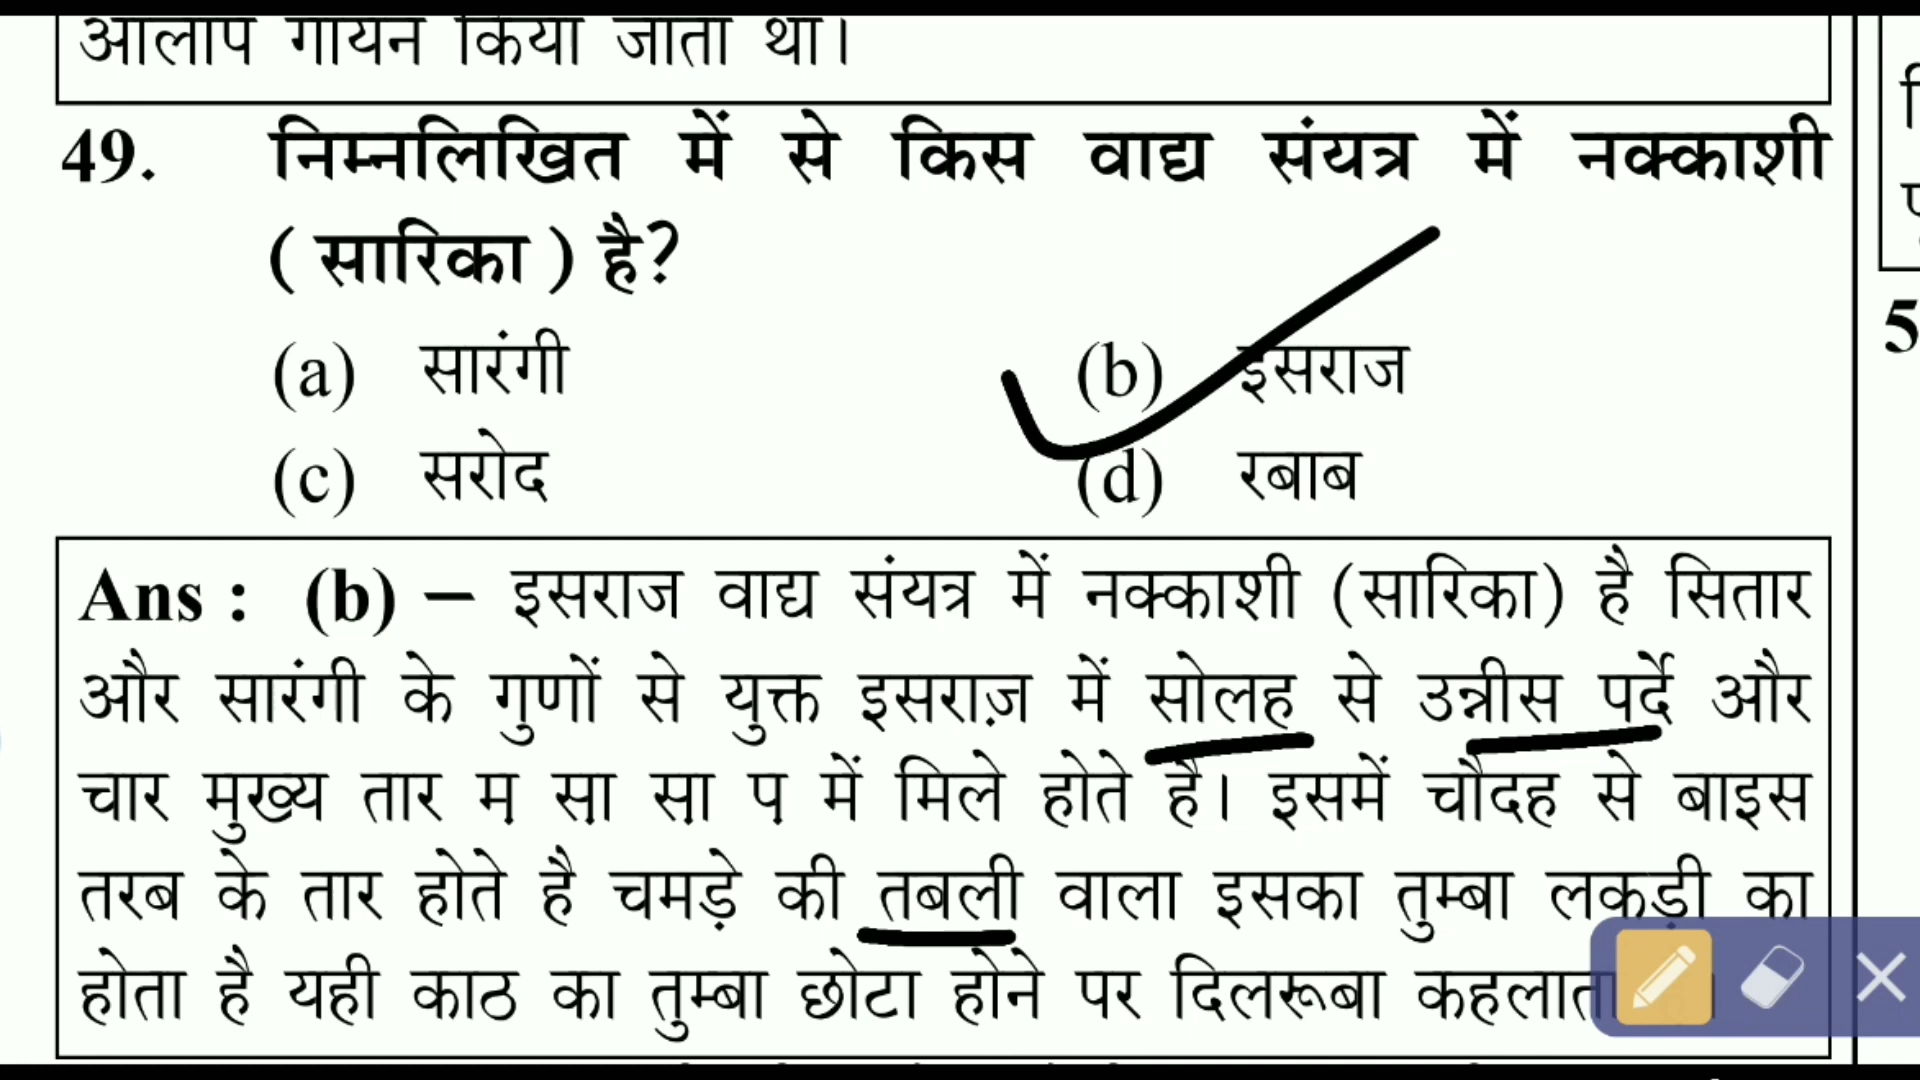 आलाप गायन किया जाता था।
49. निम्नलिखित में से किस वाद्य संयत्र में नक्काशी
(सारिका) है?
(a) सारंगी (b) इसराज
(c) सरोद (d) रबाब
Ans : (b) – इसराज वाद्य संयत्र में नक्काशी (सारिका) है सितार
और सारंगी के गुणों से युक्त इसराज़ में सोलह से उन्नीस पर्दे और
चार मुख्य तार म़ सा़ सा़ प़ में मिले होते है। इसमें चौदह से बाइस
तरब के तार होते है चमड़े की तबली वाला इसका तुम्बा लकड़ी का
होता है यही काठ का तुम्बा छोटा होने पर दिलरूबा
5